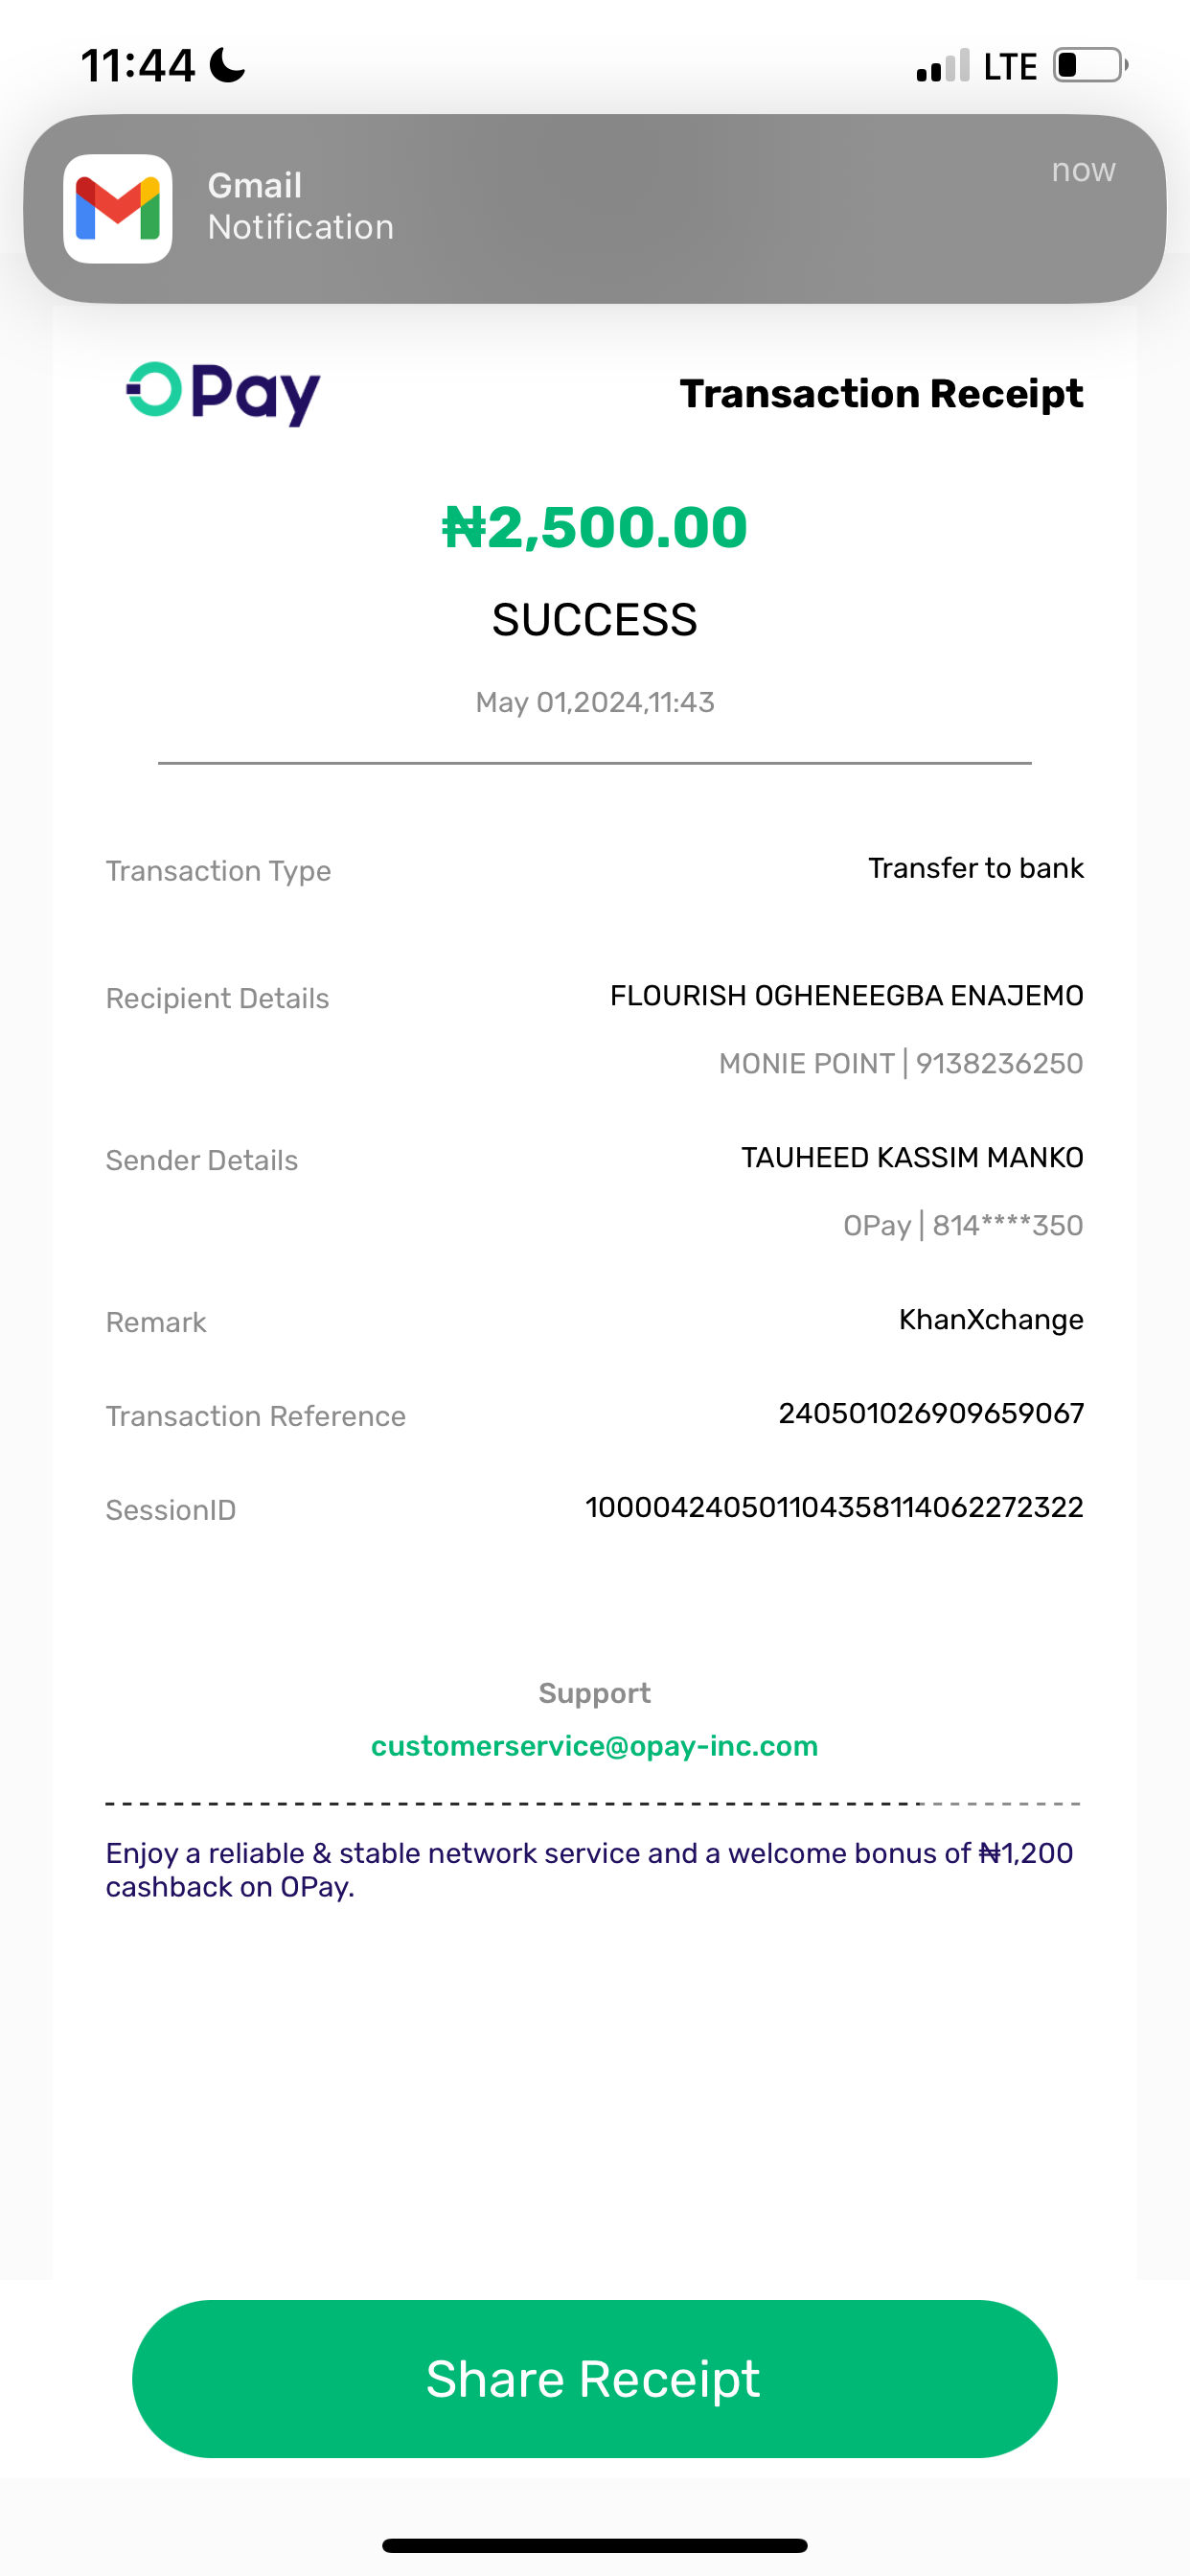 11:44
LTE
Gmail
now
Notification
OPay
Transaction Receipt
₦2,500.00
SUCCESS
May 01,2024,11:43
Transaction Type
Transfer to bank
Recipient Details
FLOURISH OGHENEEGBA ENAJEMO
MONIE POINT | 9138236250
Sender Details
TAUHEED KASSIM MANKO
OPay | 814****350
Remark
KhanXchange
Transaction Reference
240501026909659067
SessionID
100004240501104358114062272322
Support
customerservice@opay-inc.com
Enjoy a reliable & stable network service and a welcome bonus of ₦1,200
cashback on OPay.
Share Receipt